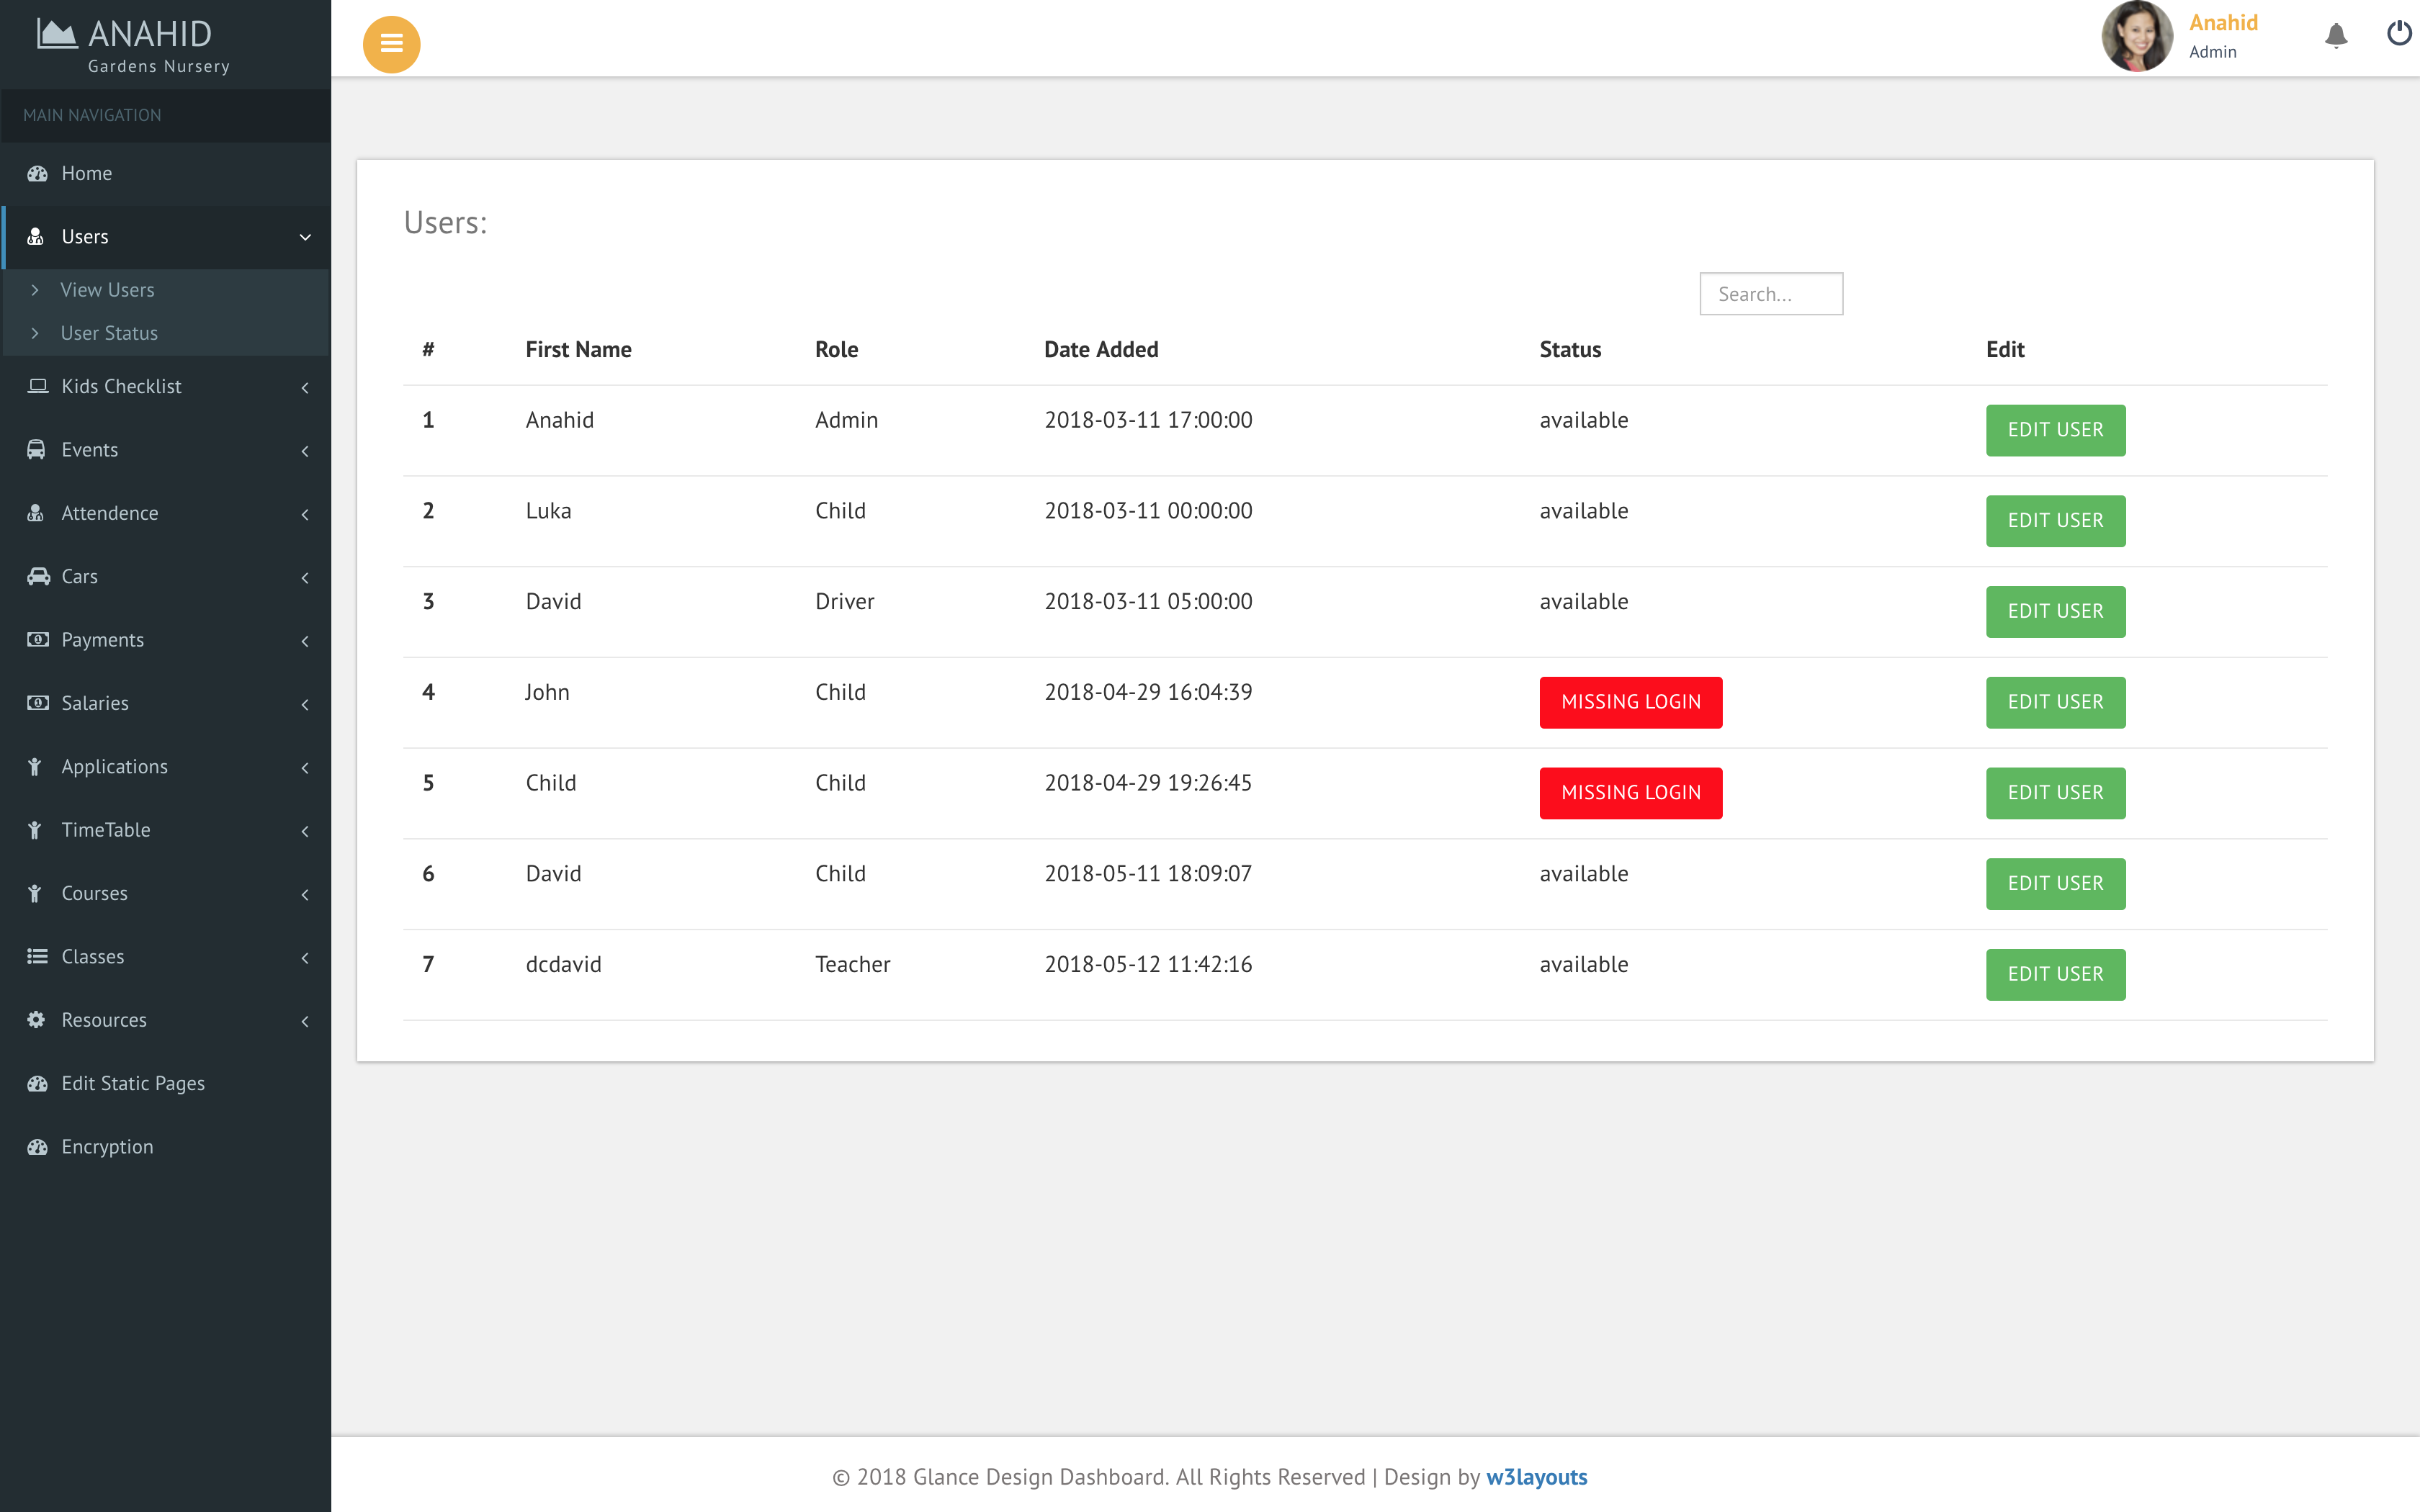 ANAHID
Gardens Nursery
MAIN NAVIGATION
Home
Users
View Users
User Status
Kids Checklist
Events
Attendence
Cars
Payments
Salaries
Applications
TimeTable
Courses
Classes
Resources
Edit Static Pages
Encryption
Anahid
Admin
Users:
Search...
# First Name Role Date Added Status Edit
1 Anahid Admin 2018-03-11 17:00:00 available EDIT USER
2 Luka Child 2018-03-11 00:00:00 available EDIT USER
3 David Driver 2018-03-11 05:00:00 available EDIT USER
4 John Child 2018-04-29 16:04:39 MISSING LOGIN EDIT USER
5 Child Child 2018-04-29 19:26:45 MISSING LOGIN EDIT USER
6 David Child 2018-05-11 18:09:07 available EDIT USER
7 dcdavid Teacher 2018-05-12 11:42:16 available EDIT USER
© 2018 Glance Design Dashboard. All Rights Reserved | Design by w3layouts